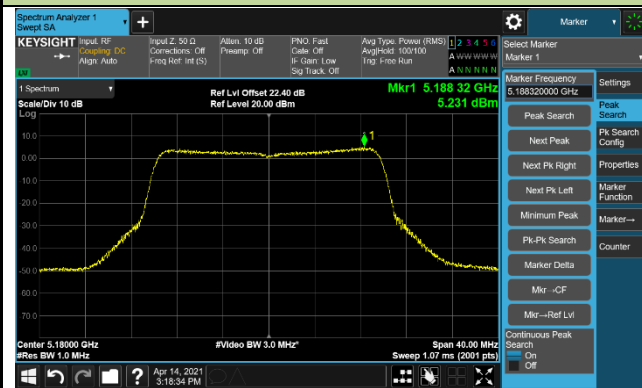 Spectrum Analyzer 1
Swept SA
Marker
KEYSIGHT
Input: RF
Coupling: DC
Align: Auto
Input Z: 50 Ω
Corrections: Off
Freq Ref: Int (S)
Atten: 10 dB
Preamp: Off
PNO: Fast
Gate: Off
IF Gain: Low
Sig Track: Off
Avg Type: Power (RMS)
Avg|Hold: 100/100
Trig: Free Run
1 2 3 4 5 6
A W W W W W
A N N N N N
LXI
Select Marker
Marker 1
1 Spectrum
Scale/Div 10 dB
Log
Ref Lvl Offset 22.40 dB
Ref Level 20.00 dBm
Mkr1 5.188 32 GHz
5.231 dBm
1
10.0
0.00
10.0
20.0
30.0
40.0
50.0
60.0
70.0
Center 5.18000 GHz
#Res BW 1.0 MHz
#Video BW 3.0 MHz*
Span 40.00 MHz
Sweep 1.07 ms (2001 pts)
Marker Frequency
5.188320000 GHz
Peak Search
Next Peak
Next Pk Right
Next Pk Left
Minimum Peak
Pk-Pk Search
Marker Delta
Mkr→CF
Mkr→Ref Lvl
Continuous Peak
Search
On
Off
Settings
Peak
Search
Pk Search
Config
Properties
Marker
Function
Marker→
Counter
?
Apr 14, 2021
3:18:34 PM